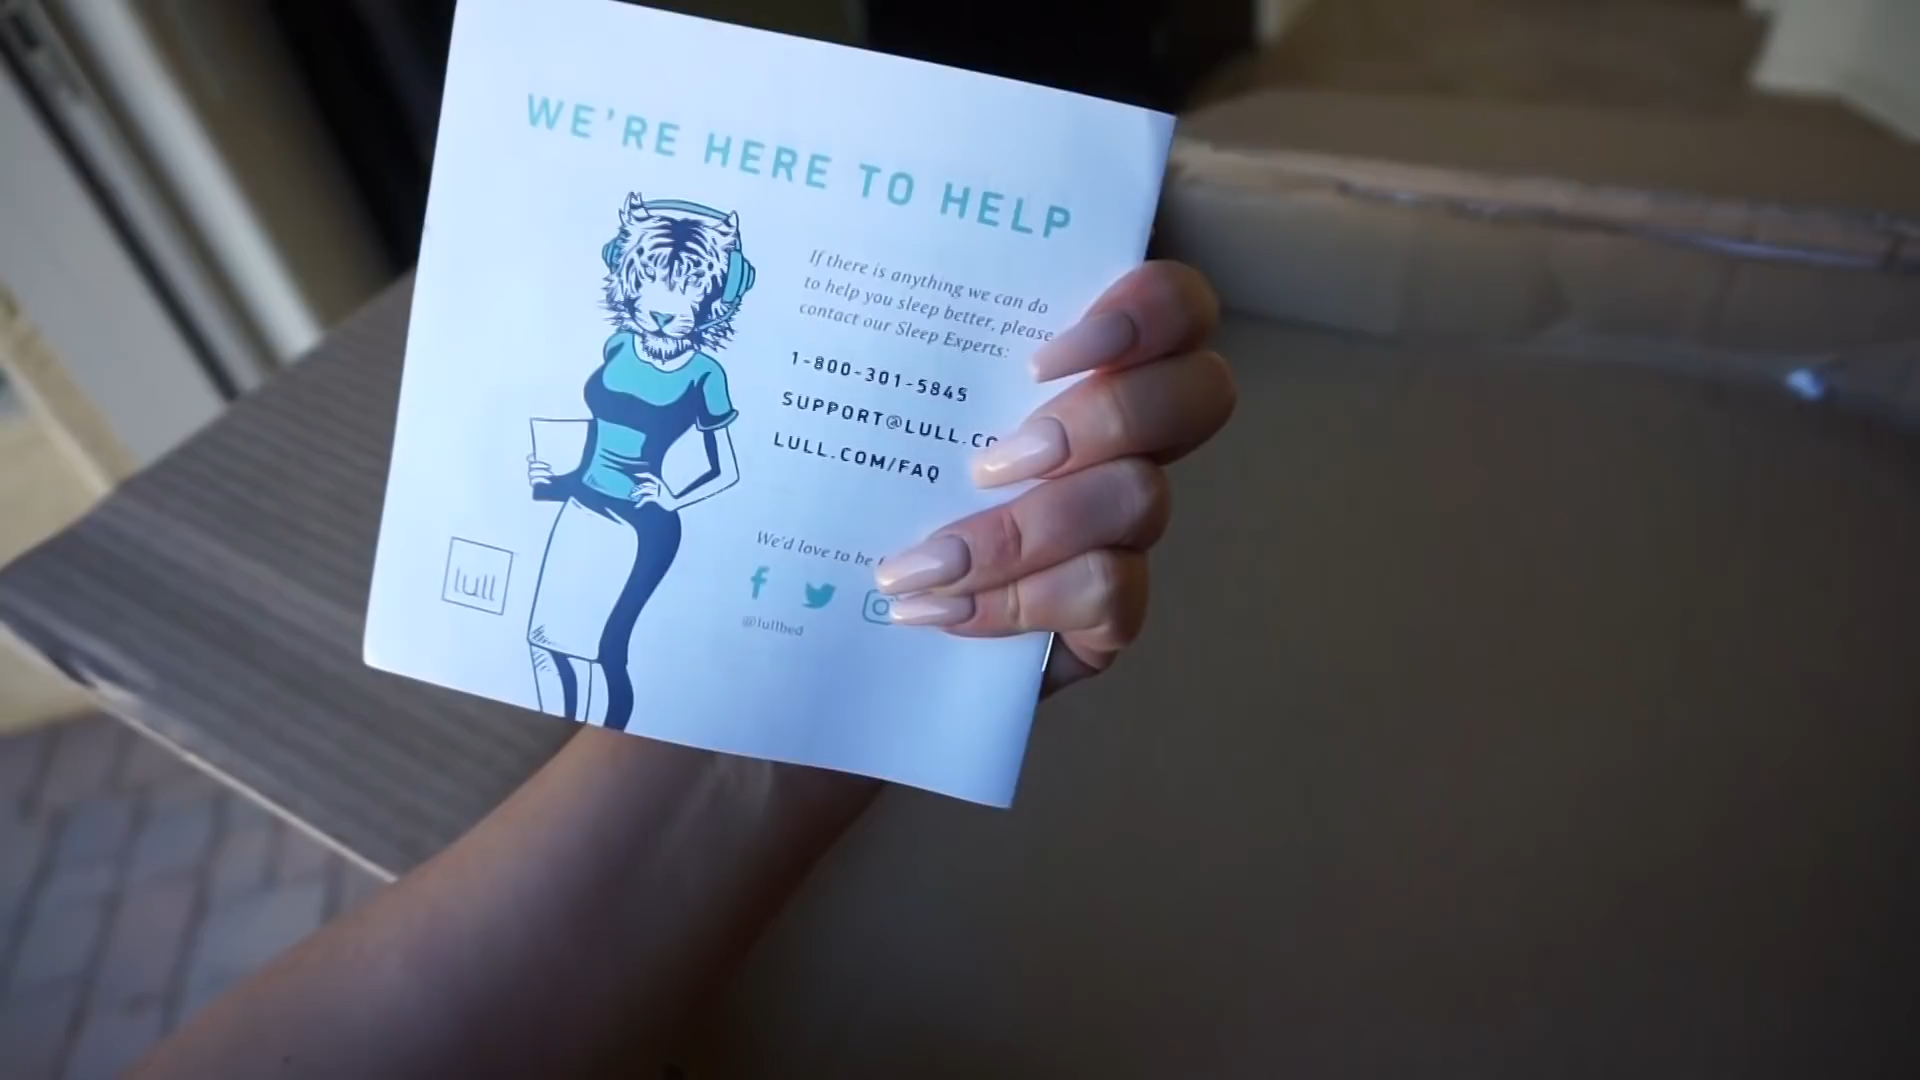 WE'RE HERE TO HELP
If there is anything we can do
to help you sleep better, please
contact our Sleep Experts:
1-800-301-5845
SUPPORT@LULL.CO
LULL.COM/FAQ
We'd love to be
@lullbed
lull